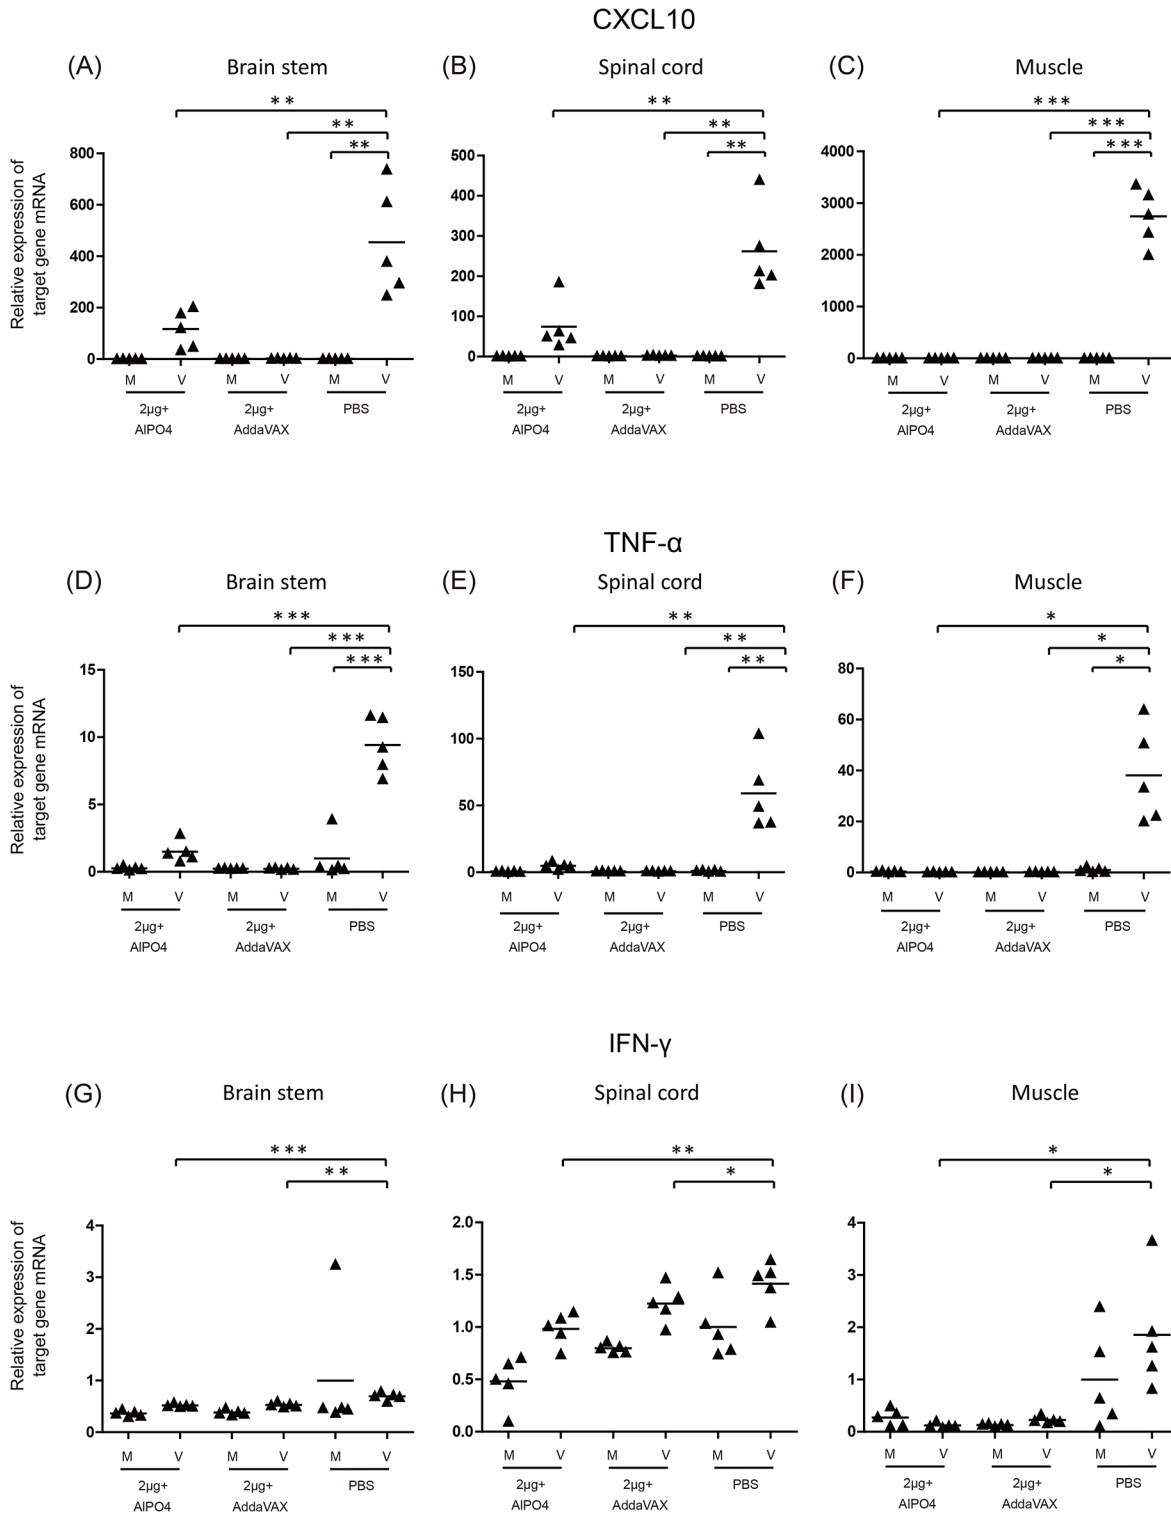 CXCL10
(A) Brain stem (B) Spinal cord (C) Muscle
** ** ***
** ** ***
** ** ***
Relative expression of
target gene mRNA
800
600
400
200
0
500
400
300
200
100
0
4000
3000
2000
1000
0
M V M V M V M V M V M V M V M V M V
2μg+ 2μg+ PBS 2μg+ 2μg+ PBS 2μg+ 2μg+ PBS
AlPO4 AddaVAX AlPO4 AddaVAX AlPO4 AddaVAX
TNF-α
(D) Brain stem (E) Spinal cord (F) Muscle
*** ** *
*** ** *
*** ** *
Relative expression of
target gene mRNA
15
10
5
0
150
100
50
0
80
60
40
20
0
M V M V M V M V M V M V M V M V M V
2μg+ 2μg+ PBS 2μg+ 2μg+ PBS 2μg+ 2μg+ PBS
AlPO4 AddaVAX AlPO4 AddaVAX AlPO4 AddaVAX
IFN-γ
(G) Brain stem (H) Spinal cord (I) Muscle
*** ** *
** * *
Relative expression of
target gene mRNA
4
3
2
1
0
2.0
1.5
1.0
0.5
0.0
4
3
2
1
0
M V M V M V M V M V M V M V M V M V
2μg+ 2μg+ PBS 2μg+ 2μg+ PBS 2μg+ 2μg+ PBS
AlPO4 AddaVAX AlPO4 AddaVAX AlPO4 AddaVAX